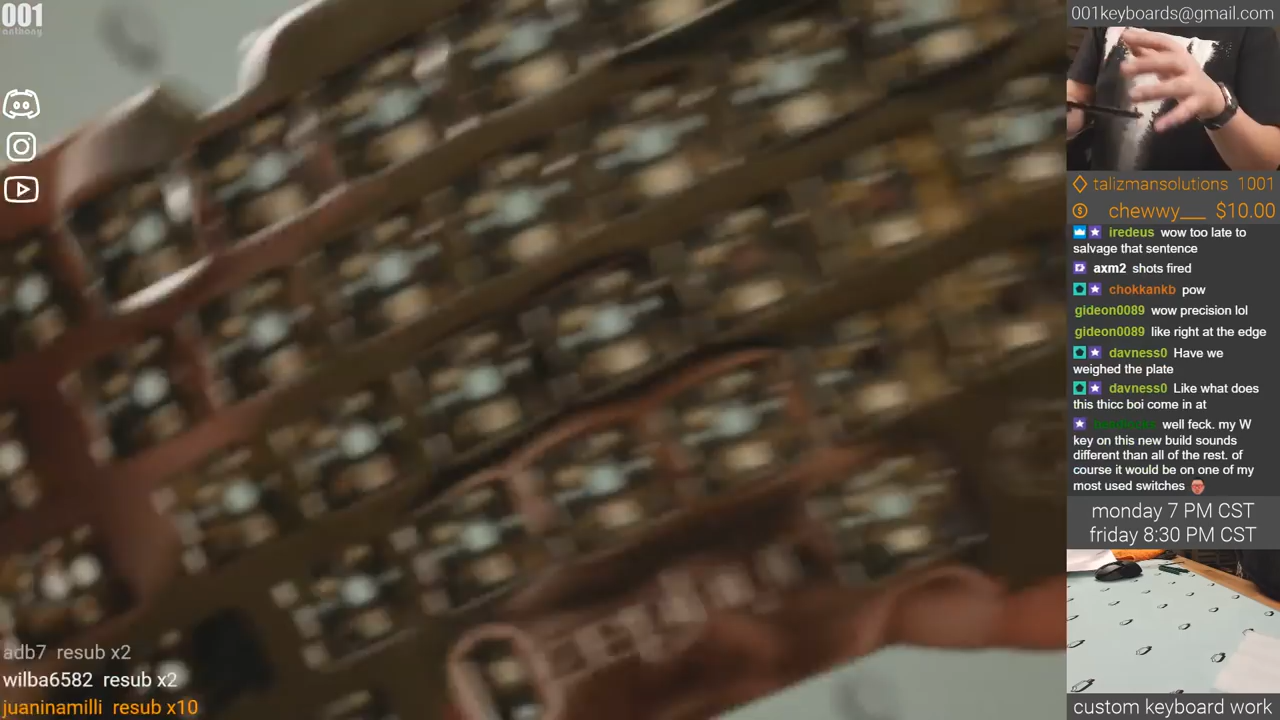 001
anthony
001keyboards@gmail.com
talizmansolutions 1001
chewwy___ $10.00
iredeus wow too late to
salvage that sentence
axm2 shots fired
chokkankb pow
gideon0089 wow precision lol
gideon0089 like right at the edge
davness0 Have we
weighed the plate
davness0 Like what does
this thicc boi come in at
well feck. my W
key on this new build sounds
different than all of the rest. of
course it would be on one of my
most used switches
monday 7 PM CST
friday 8:30 PM CST
adb7 resub x2
wilba6582 resub x2
juaninamilli resub x10
custom keyboard work